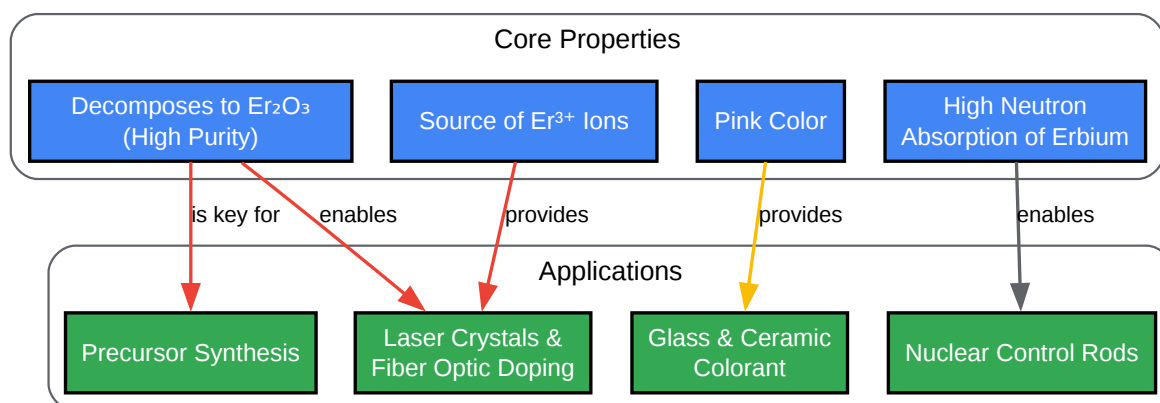 Core Properties
Decomposes to Er₂O₃
(High Purity)
Source of Er³⁺ Ions
Pink Color
High Neutron
Absorption of Erbium
is key for
enables
provides
provides
enables
Applications
Precursor Synthesis
Laser Crystals &
Fiber Optic Doping
Glass & Ceramic
Colorant
Nuclear Control Rods